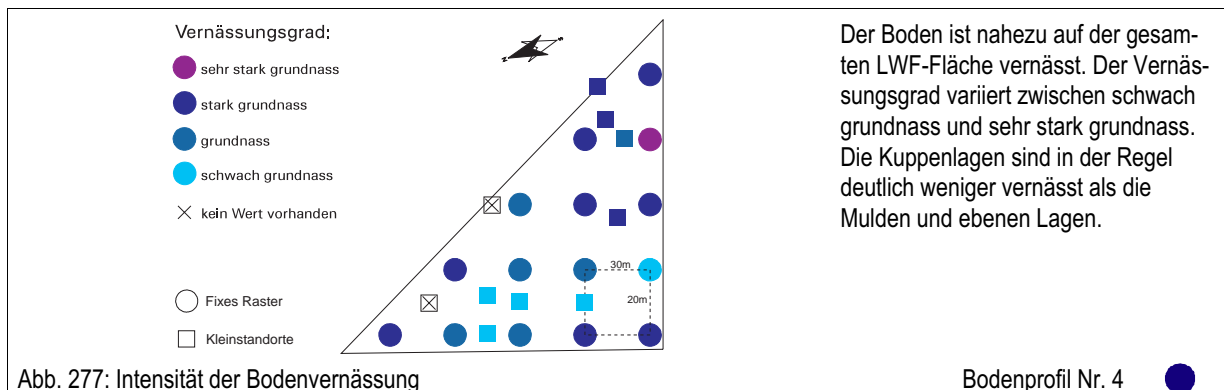 Vernässungsgrad:
sehr stark grundnass
stark grundnass
grundnass
schwach grundnass
kein Wert vorhanden
Fixes Raster
Kleinstandorte
30m
20m
Der Boden ist nahezu auf der gesam-
ten LWF-Fläche vernässt. Der Vernäs-
sungsgrad variiert zwischen schwach
grundnass und sehr stark grundnass.
Die Kuppenlagen sind in der Regel
deutlich weniger vernässt als die
Mulden und ebenen Lagen.
Abb. 277: Intensität der Bodenvernässung
Bodenprofil Nr. 4